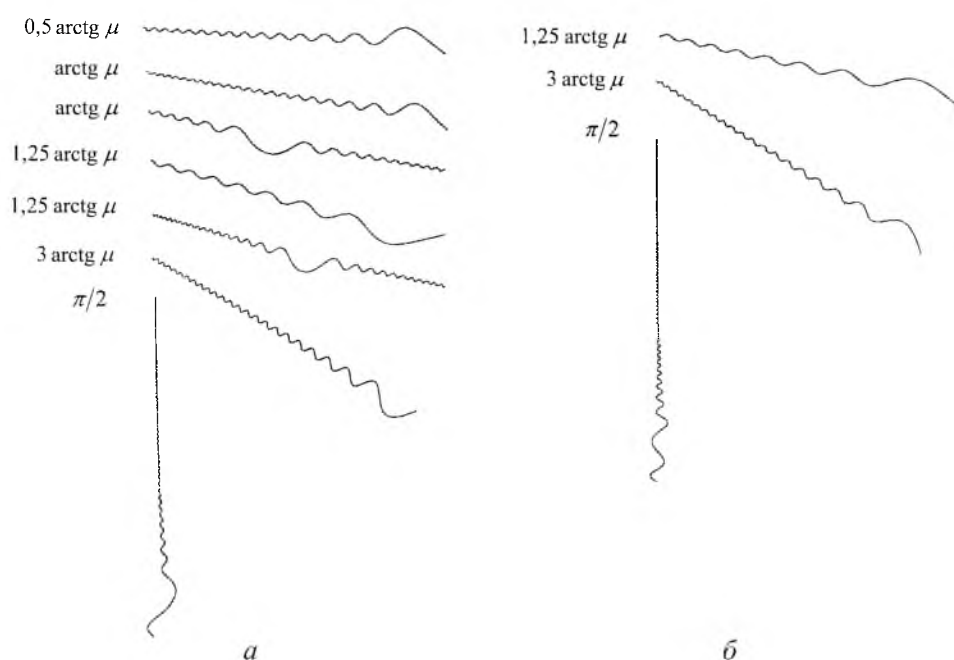 0,5 arctg μ
arctg μ
arctg μ
1,25 arctg μ
1,25 arctg μ
3 arctg μ
π/2
а
1,25 arctg μ
3 arctg μ
π/2
б